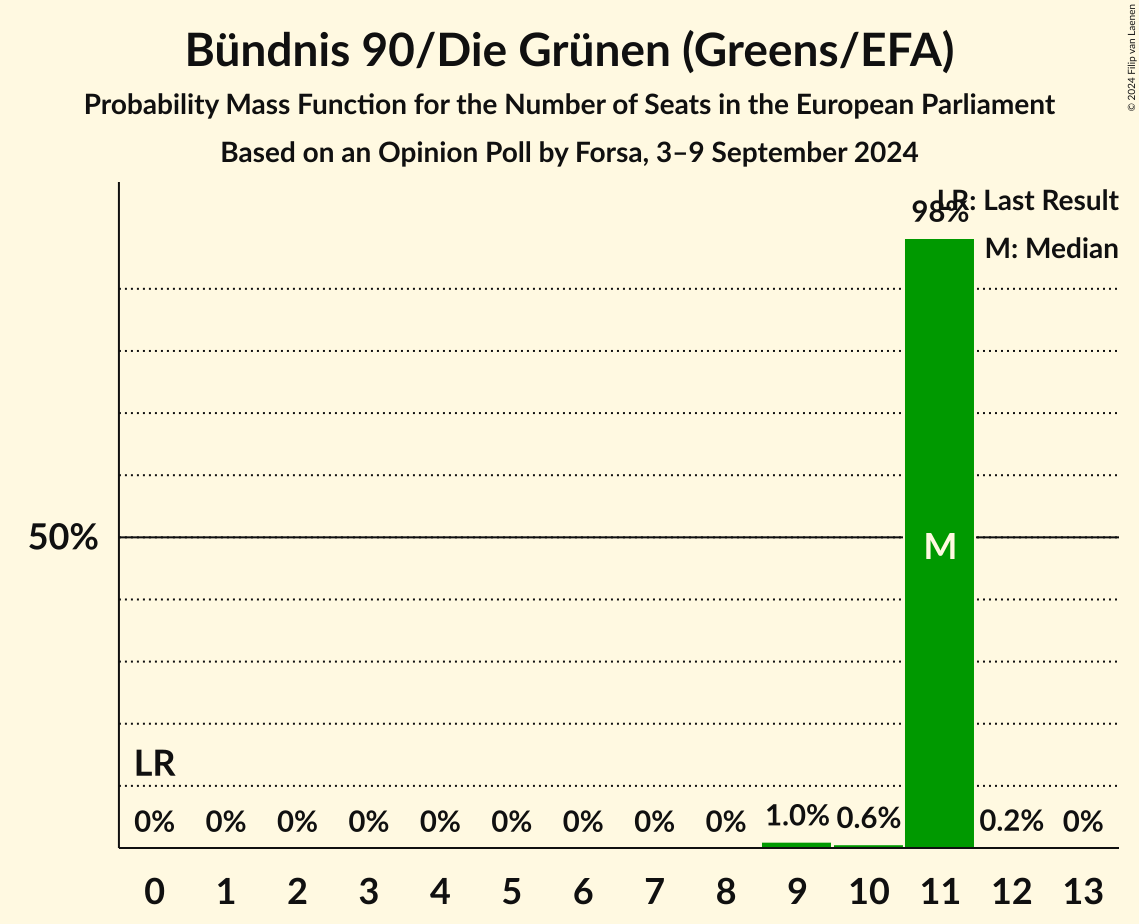 Bündnis 90/Die Grünen (Greens/EFA)
Probability Mass Function for the Number of Seats in the European Parliament
Based on an Opinion Poll by Forsa, 3–9 September 2024
© 2024 Filip van Laenen
LR: Last Result
98%
M: Median
50%
M
LR
0% 0% 0% 0% 0% 0% 0% 0% 0% 1.0% 0.6% 0.2% 0%
0 1 2 3 4 5 6 7 8 9 10 11 12 13